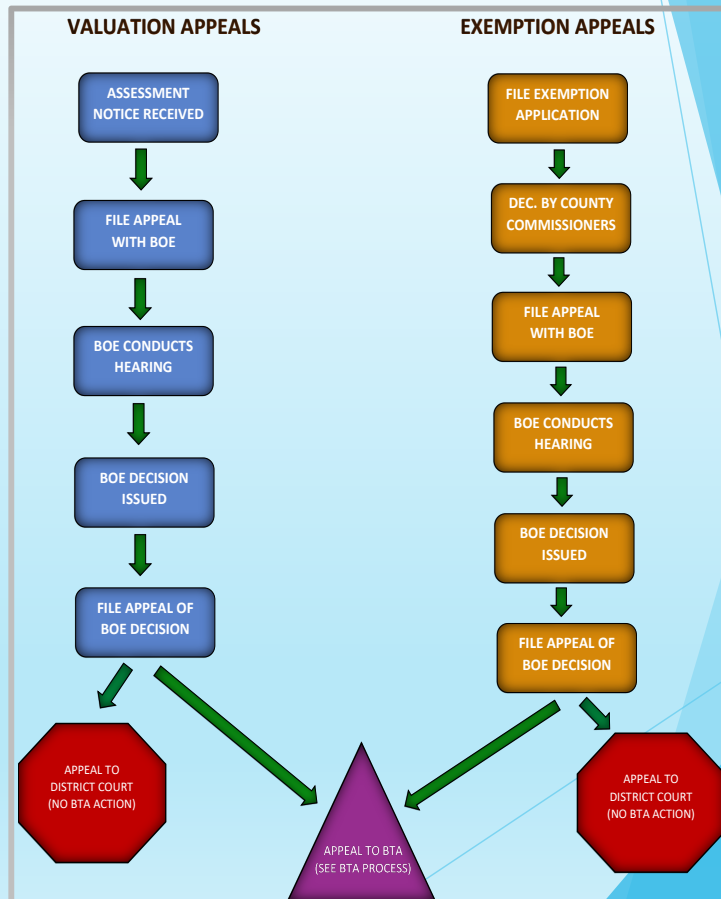 VALUATION APPEALS
ASSESSMENT
NOTICE RECEIVED
FILE APPEAL
WITH BOE
BOE CONDUCTS
HEARING
BOE DECISION
ISSUED
FILE APPEAL OF
BOE DECISION
APPEAL TO
DISTRICT COURT
(NO BTA ACTION)
EXEMPTION APPEALS
FILE EXEMPTION
APPLICATION
DEC. BY COUNTY
COMMISSIONERS
FILE APPEAL
WITH BOE
BOE CONDUCTS
HEARING
BOE DECISION
ISSUED
FILE APPEAL OF
BOE DECISION
APPEAL TO
DISTRICT COURT
(NO BTA ACTION)
APPEAL TO BTA
(SEE BTA PROCESS)